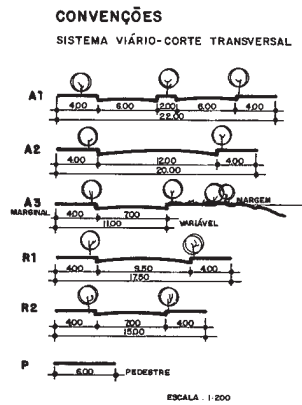 CONVENÇÕES
SISTEMA VIÁRIO-CORTE TRANSVERSAL
A1
4.00 6.00 2.00 6.00 4.00
22.00
A2
4.00 12.00 4.00
20.00
A3
MARGINAL
MARGEM
4.00 7.00
VARIÁVEL
11.00
R1
4.00 9.50 4.00
17.50
R2
4.00 7.00 4.00
15.00
P
6.00 PEDESTRE
ESCALA . 1:200